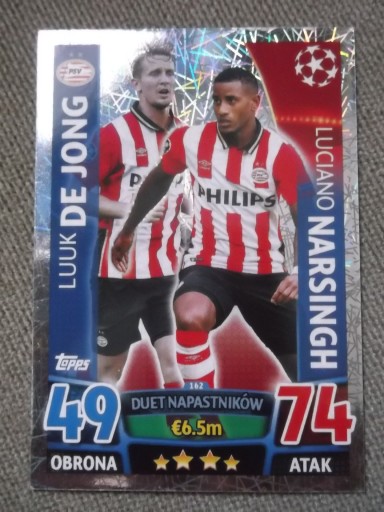 PSV
LUUK DE JONG
LUCIANO NARSINGH
PHILIPS
PHILIPS
Topps
162
DUET NAPASTNIKÓW
€6.5m
49
OBRONA
74
ATAK